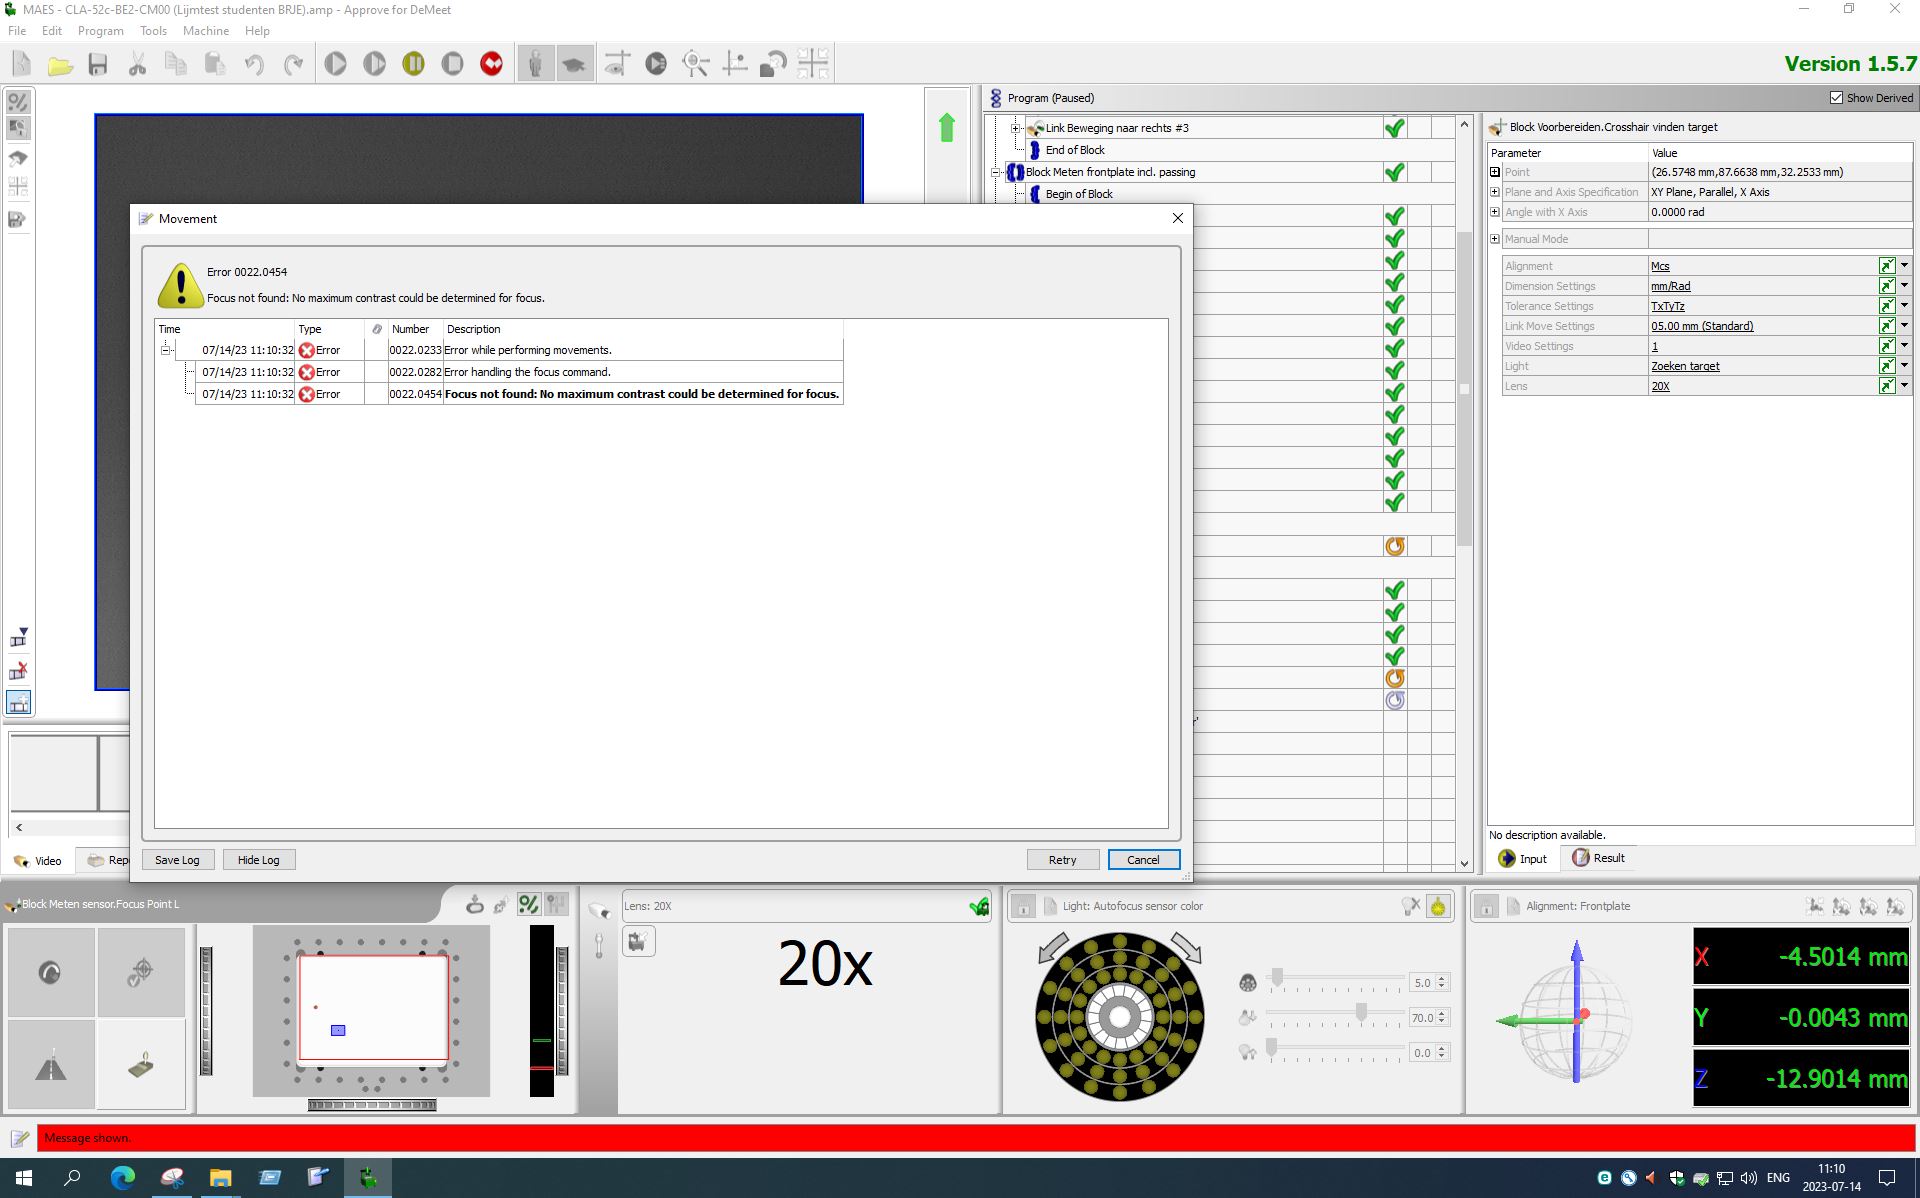 MAES - CLA-52c-BE2-CM00 (Lijmtest studenten BRJE).amp - Approve for DeMeet
File Edit Program Tools Machine Help
Version 1.5.7
Program (Paused)
Show Derived
Link Beweging naar rechts #3
End of Block
Block Meten frontplate incl. passing
Begin of Block
Block Voorbereiden.Crosshair vinden target
Parameter Value
Point (26.5748 mm,87.6638 mm,32.2533 mm)
Plane and Axis Specification XY Plane, Parallel, X Axis
Angle with X Axis 0.0000 rad
Manual Mode
Alignment Mcs
Dimension Settings mm/Rad
Tolerance Settings TxTyTz
Link Move Settings 05.00 mm (Standard)
Video Settings 1
Light Zoeken target
Lens 20X
No description available.
Input Result
Movement
Error 0022.0454
Focus not found: No maximum contrast could be determined for focus.
Time Type Number Description
07/14/23 11:10:32 Error 0022.0233 Error while performing movements.
07/14/23 11:10:32 Error 0022.0282 Error handling the focus command.
07/14/23 11:10:32 Error 0022.0454 Focus not found: No maximum contrast could be determined for focus.
Save Log Hide Log Retry Cancel
Video Rep
Block Meten sensor.Focus Point L
Lens: 20X
20x
Light: Autofocus sensor color
5.0
70.0
0.0
Alignment: Frontplate
X -4.5014 mm
Y -0.0043 mm
Z -12.9014 mm
Message shown.
ENG
11:10
2023-07-14